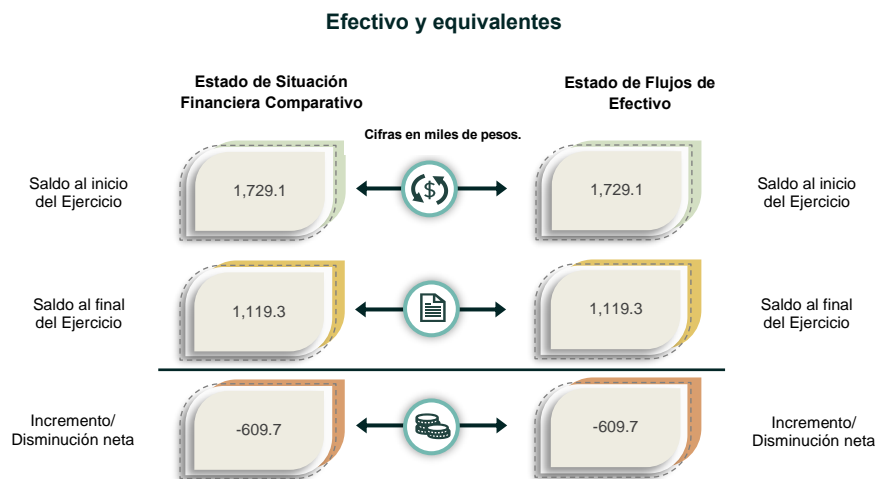 Efectivo y equivalentes
Estado de Situación
Financiera Comparativo
Estado de Flujos de
Efectivo
Cifras en miles de pesos.
Saldo al inicio
del Ejercicio
1,729.1
$
1,729.1
Saldo al inicio
del Ejercicio
Saldo al final
del Ejercicio
1,119.3
1,119.3
Saldo al final
del Ejercicio
Incremento/
Disminución neta
-609.7
-609.7
Incremento/
Disminución neta